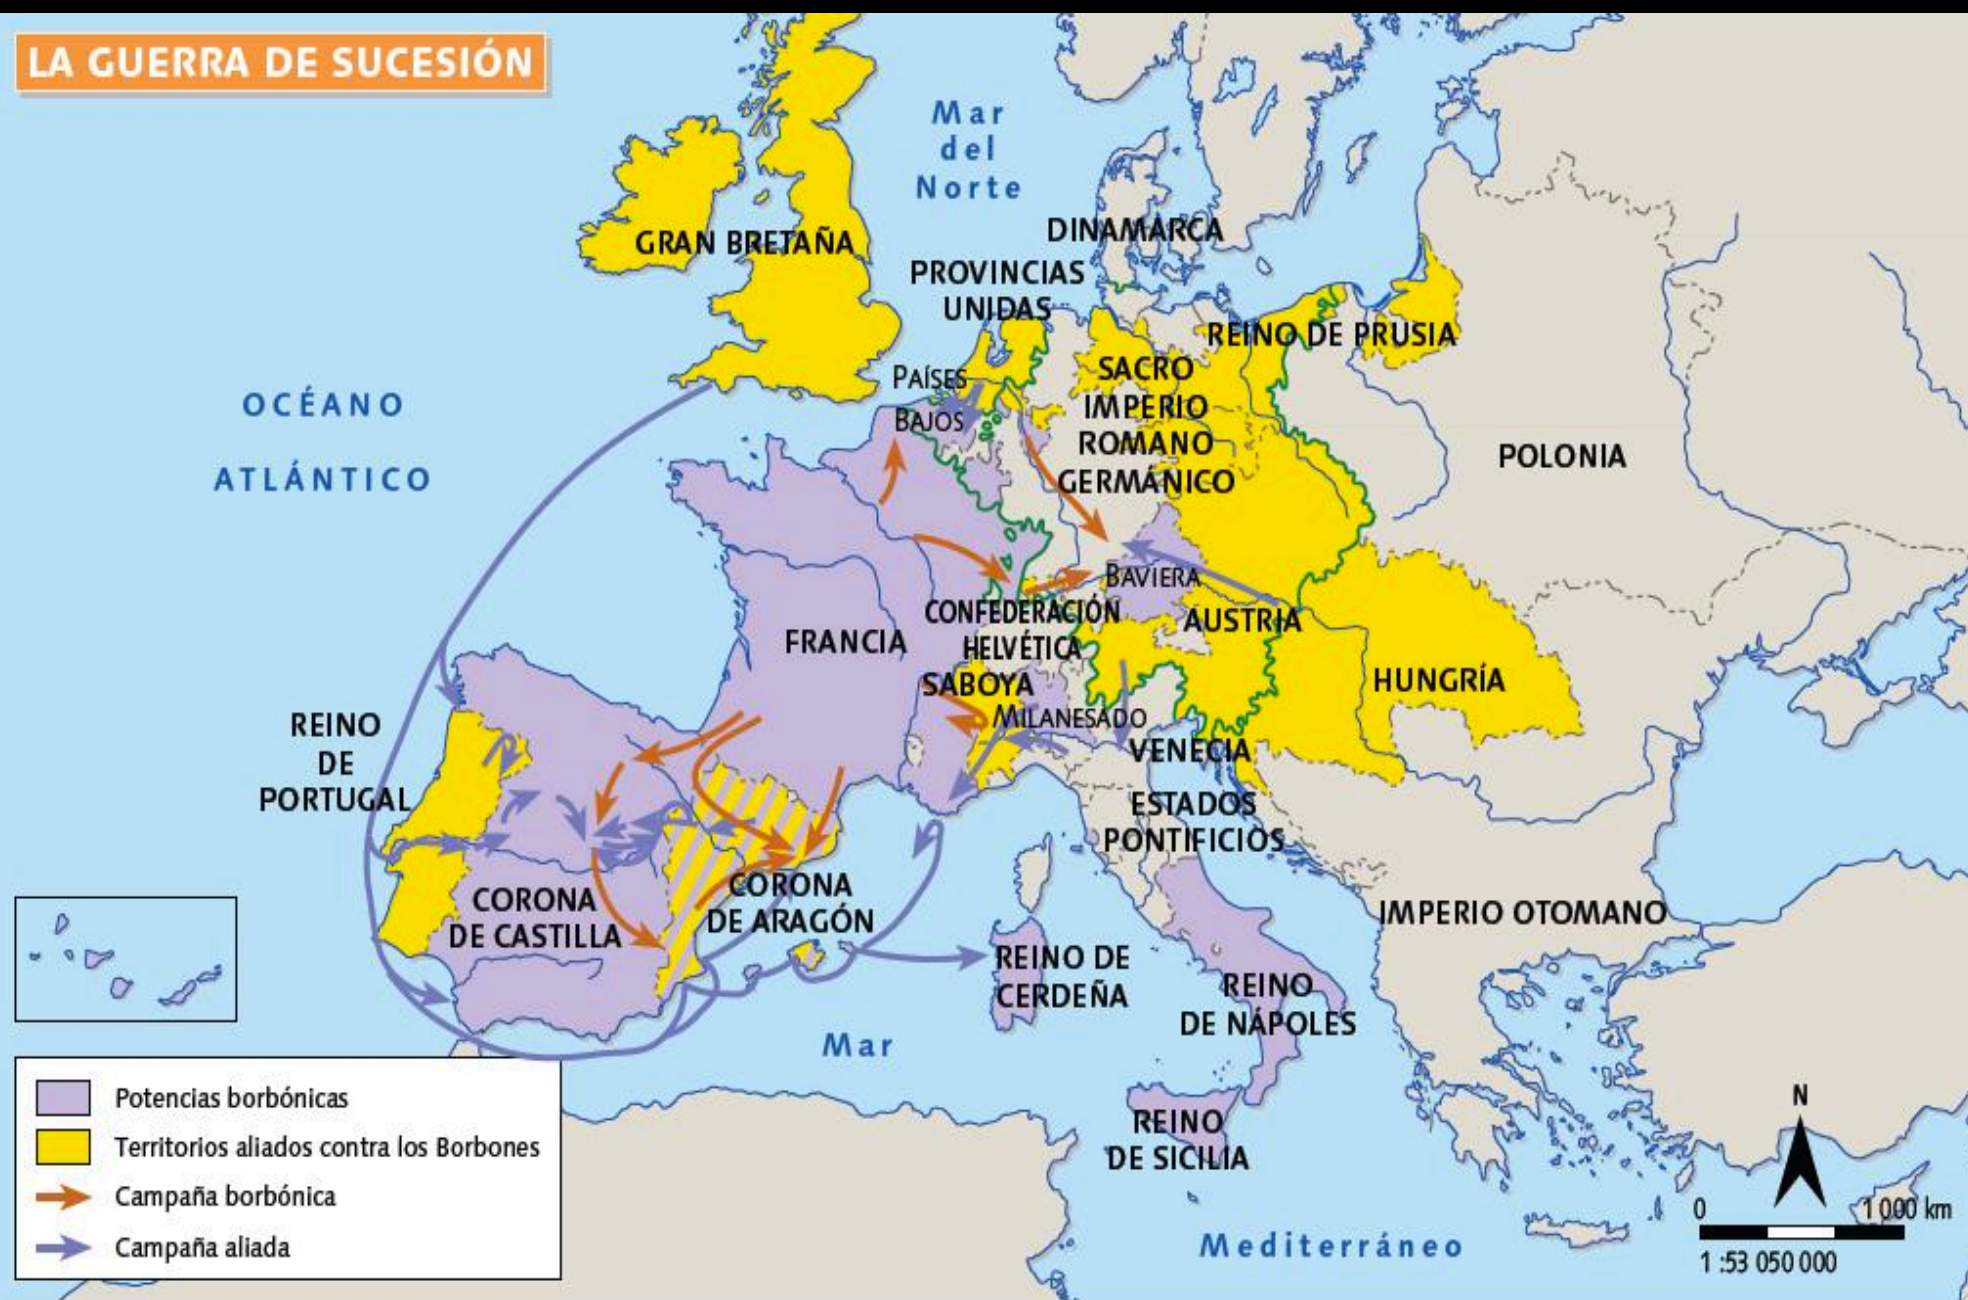 LA GUERRA DE SUCESIÓN
Mar
del
Norte
GRAN BRETAÑA
DINAMARCA
PROVINCIAS
UNIDAS
REINO DE PRUSIA
PAÍSES
BAJOS
SACRO
IMPERIO
ROMANO
GERMÁNICO
OCÉANO
ATLÁNTICO
POLONIA
BAVIERA
CONFEDERACIÓN
HELVÉTICA
AUSTRIA
FRANCIA
SABOYA
HUNGRÍA
MILANESADO
VENECIA
REINO
DE
PORTUGAL
ESTADOS
PONTIFICIOS
CORONA
DE CASTILLA
CORONA
DE ARAGÓN
IMPERIO OTOMANO
REINO DE
CERDEÑA
REINO
DE NÁPOLES
Mar
REINO
DE SICILIA
Mediterráneo
Potencias borbónicas
Territorios aliados contra los Borbones
Campaña borbónica
Campaña aliada
N
0 1 000 km
1 :53 050 000